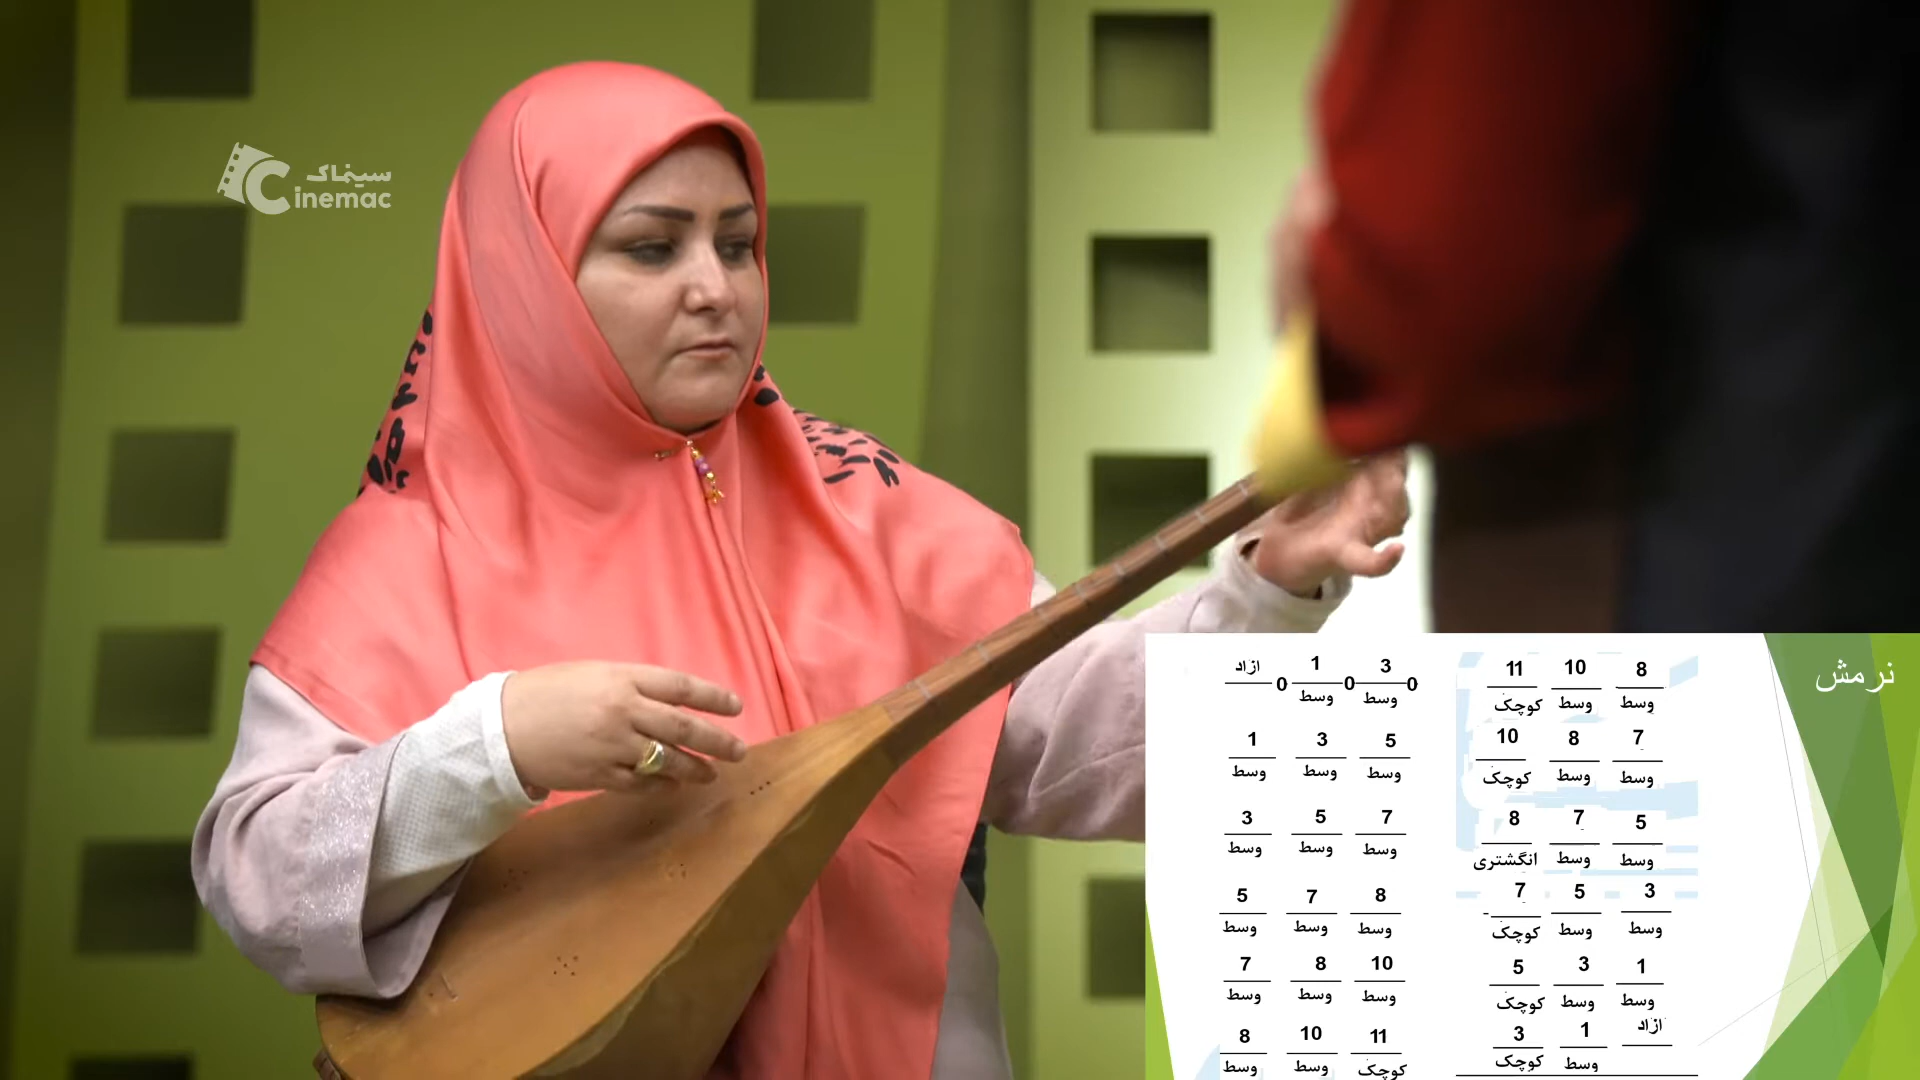 سینماک
Cinemac
نرمش
ازاد 0 1 0 3 0
وسط وسط
1 3 5
وسط وسط وسط
3 5 7
وسط وسط وسط
5 7 8
وسط وسط وسط
7 8 10
وسط وسط وسط
8 10 11
وسط وسط کوچک
11 10 8
کوچک وسط وسط
10 8 7
کوچک وسط وسط
8 7 5
انگشتری وسط وسط
7 5 3
کوچک وسط وسط
5 3 1
کوچک وسط وسط
3 1 ازاد
کوچک وسط